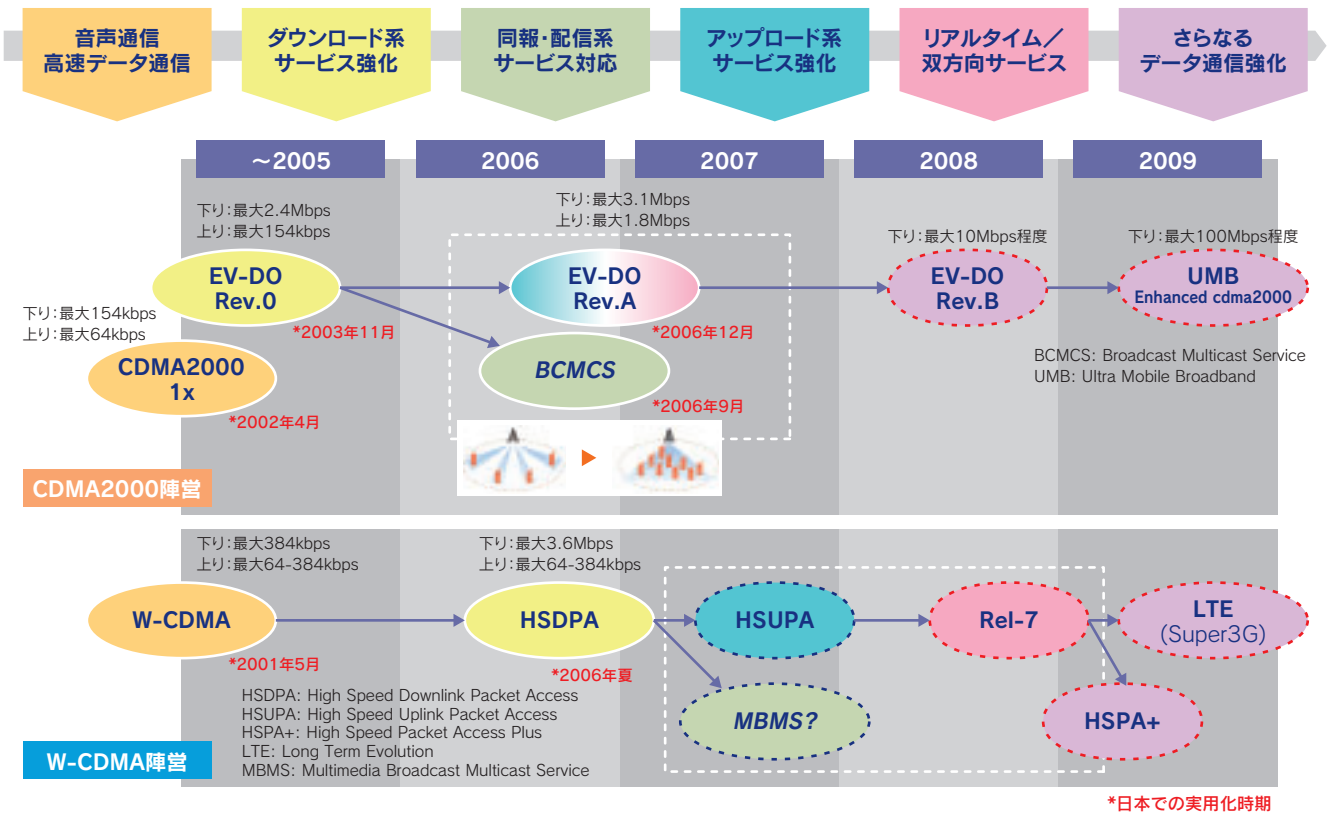 音声通信
高速データ通信
ダウンロード系
サービス強化
同報・配信系
サービス対応
アップロード系
サービス強化
リアルタイム／
双方向サービス
さらなる
データ通信強化
～2005
2006
2007
2008
2009
下り：最大2.4Mbps
上り：最大154kbps
EV-DO
Rev.0
*2003年11月
下り：最大3.1Mbps
上り：最大1.8Mbps
EV-DO
Rev.A
*2006年12月
下り：最大10Mbps程度
EV-DO
Rev.B
下り：最大100Mbps程度
UMB
Enhanced cdma2000
下り：最大154kbps
上り：最大64kbps
CDMA2000
1x
*2002年4月
BCMCS
*2006年9月
BCMCS: Broadcast Multicast Service
UMB: Ultra Mobile Broadband
CDMA2000陣営
下り：最大384kbps
上り：最大64-384kbps
W-CDMA
*2001年5月
下り：最大3.6Mbps
上り：最大64-384kbps
HSDPA
*2006年夏
HSUPA
Rel-7
LTE
(Super3G)
MBMS?
HSPA+
HSDPA: High Speed Downlink Packet Access
HSUPA: High Speed Uplink Packet Access
HSPA+: High Speed Packet Access Plus
LTE: Long Term Evolution
MBMS: Multimedia Broadcast Multicast Service
W-CDMA陣営
*日本での実用化時期